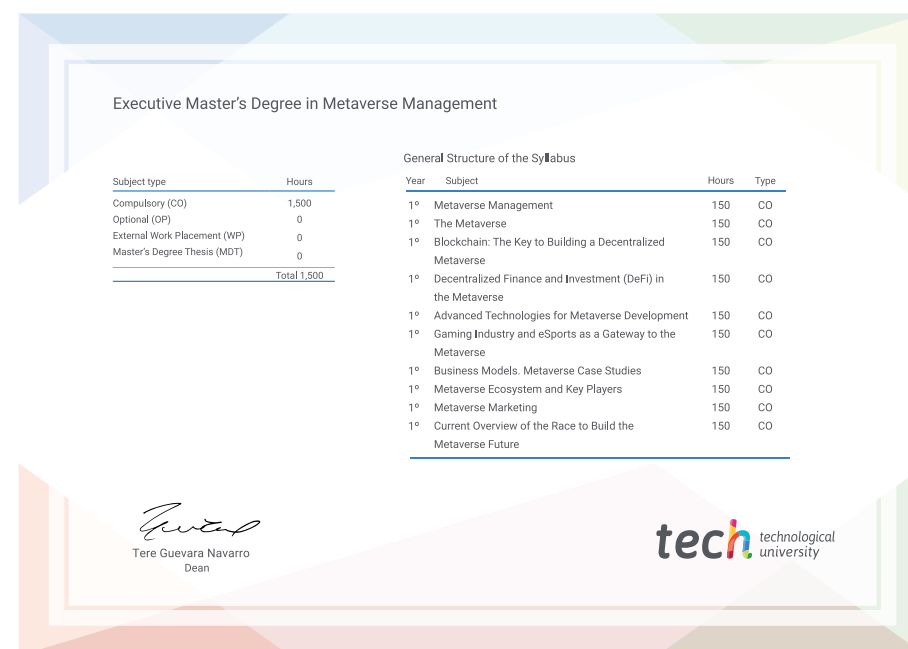 Executive Master's Degree in Metaverse Management
Subject type Hours
Compulsory (CO) 1,500
Optional (OP) 0
External Work Placement (WP) 0
Master's Degree Thesis (MDT) 0
Total 1,500
General Structure of the Syllabus
Year Subject Hours Type
1º Metaverse Management 150 CO
1º The Metaverse 150 CO
1º Blockchain: The Key to Building a Decentralized 150 CO
Metaverse
1º Decentralized Finance and Investment (DeFi) in 150 CO
the Metaverse
1º Advanced Technologies for Metaverse Development 150 CO
1º Gaming Industry and eSports as a Gateway to the 150 CO
Metaverse
1º Business Models. Metaverse Case Studies 150 CO
1º Metaverse Ecosystem and Key Players 150 CO
1º Metaverse Marketing 150 CO
1º Current Overview of the Race to Build the 150 CO
Metaverse Future
Tere Guevara Navarro
Dean
tech technological
university